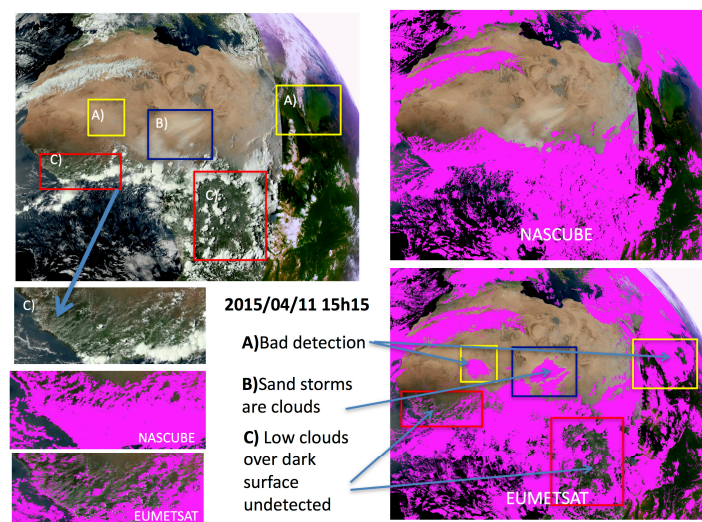 A)
B)
A)
C)
C)
NASCUBE
C)
2015/04/11 15h15
A)Bad detection
B)Sand storms
are clouds
C) Low clouds
over dark
surface
undetected
NASCUBE
EUMETSAT
EUMETSAT